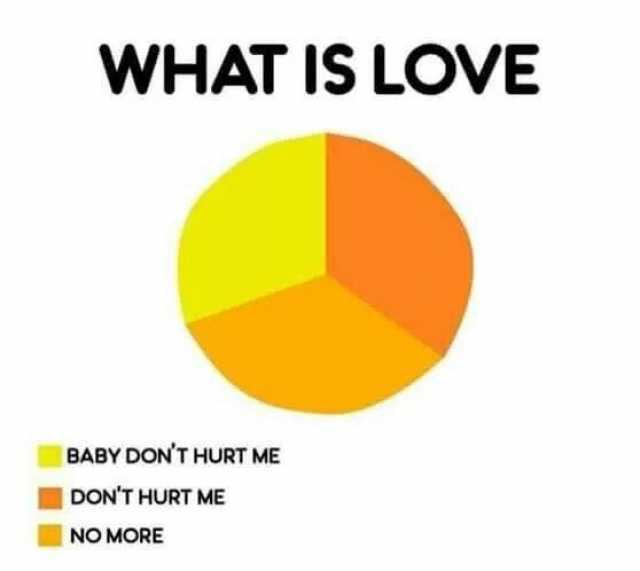 WHAT IS LOVE
BABY DON'T HURT ME
DON'T HURT ME
NO MORE